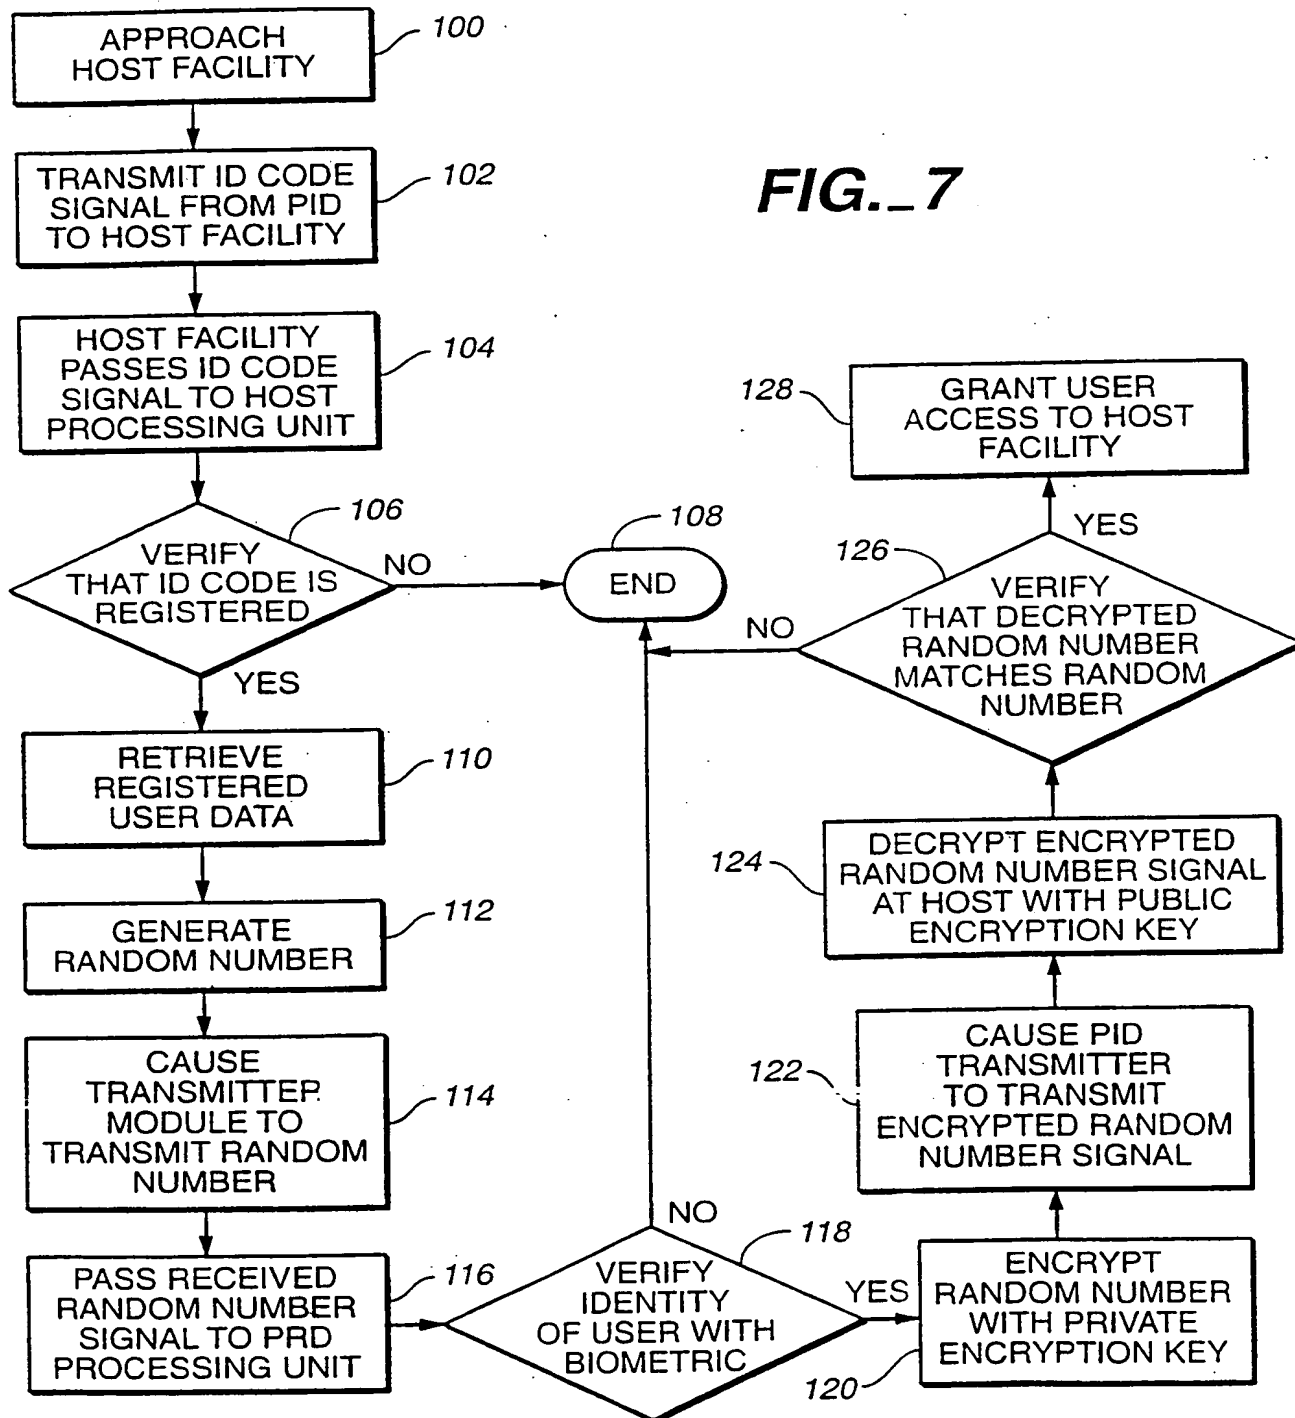 APPROACH
HOST FACILITY
100
TRANSMIT ID CODE
SIGNAL FROM PID
TO HOST FACILITY
102
FIG._7
HOST FACILITY
PASSES ID CODE
SIGNAL TO HOST
PROCESSING UNIT
104
VERIFY
THAT ID CODE IS
REGISTERED
106
NO
YES
END
108
RETRIEVE
REGISTERED
USER DATA
110
GENERATE
RANDOM NUMBER
112
CAUSE
TRANSMITTER
MODULE TO
TRANSMIT RANDOM
NUMBER
114
PASS RECEIVED
RANDOM NUMBER
SIGNAL TO PRD
PROCESSING UNIT
116
VERIFY
IDENTITY
OF USER WITH
BIOMETRIC
118
NO
YES
ENCRYPT
RANDOM NUMBER
WITH PRIVATE
ENCRYPTION KEY
120
CAUSE PID
TRANSMITTER
TO TRANSMIT
ENCRYPTED RANDOM
NUMBER SIGNAL
122
DECRYPT ENCRYPTED
RANDOM NUMBER SIGNAL
AT HOST WITH PUBLIC
ENCRYPTION KEY
124
VERIFY
THAT DECRYPTED
RANDOM NUMBER
MATCHES RANDOM
NUMBER
126
NO
YES
GRANT USER
ACCESS TO HOST
FACILITY
128